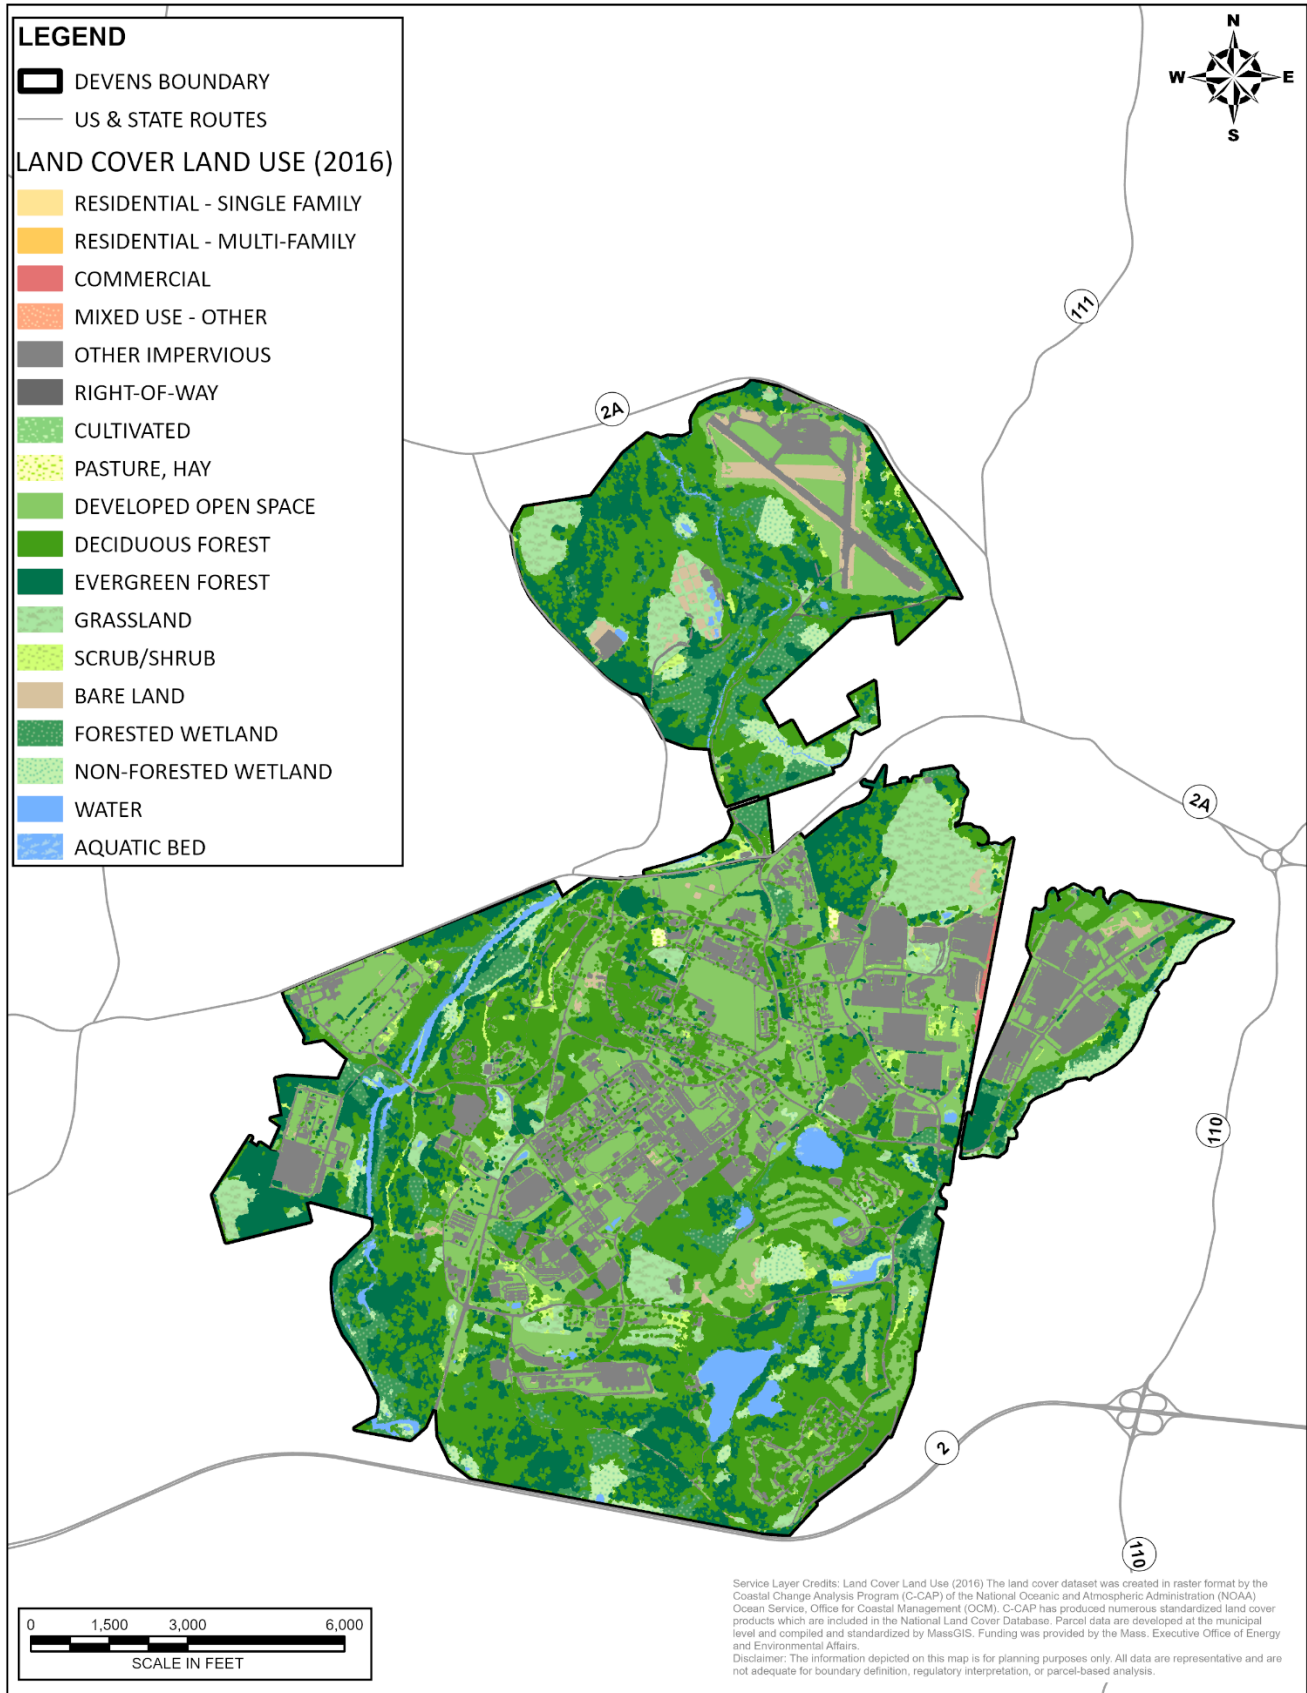 LEGEND
DEVENS BOUNDARY
US & STATE ROUTES
LAND COVER LAND USE (2016)
RESIDENTIAL - SINGLE FAMILY
RESIDENTIAL - MULTI-FAMILY
COMMERCIAL
MIXED USE - OTHER
OTHER IMPERVIOUS
RIGHT-OF-WAY
CULTIVATED
PASTURE, HAY
DEVELOPED OPEN SPACE
DECIDUOUS FOREST
EVERGREEN FOREST
GRASSLAND
SCRUB/SHRUB
BARE LAND
FORESTED WETLAND
NON-FORESTED WETLAND
WATER
AQUATIC BED
N
W E
S
111
2A
2A
110
2
110
0 1,500 3,000 6,000
SCALE IN FEET
Service Layer Credits: Land Cover Land Use (2016) The land cover dataset was created in raster format by the
Coastal Change Analysis Program (C-CAP) of the National Oceanic and Atmospheric Administration (NOAA)
Ocean Service, Office for Coastal Management (OCM). C-CAP has produced numerous standardized land cover
products which are included in the National Land Cover Database. Parcel data are developed at the municipal
level and compiled and standardized by MassGIS. Funding was provided by the Mass. Executive Office of Energy
and Environmental Affairs.
Disclaimer: The information depicted on this map is for planning purposes only. All data are representative and are
not adequate for boundary definition, regulatory interpretation, or parcel-based analysis.